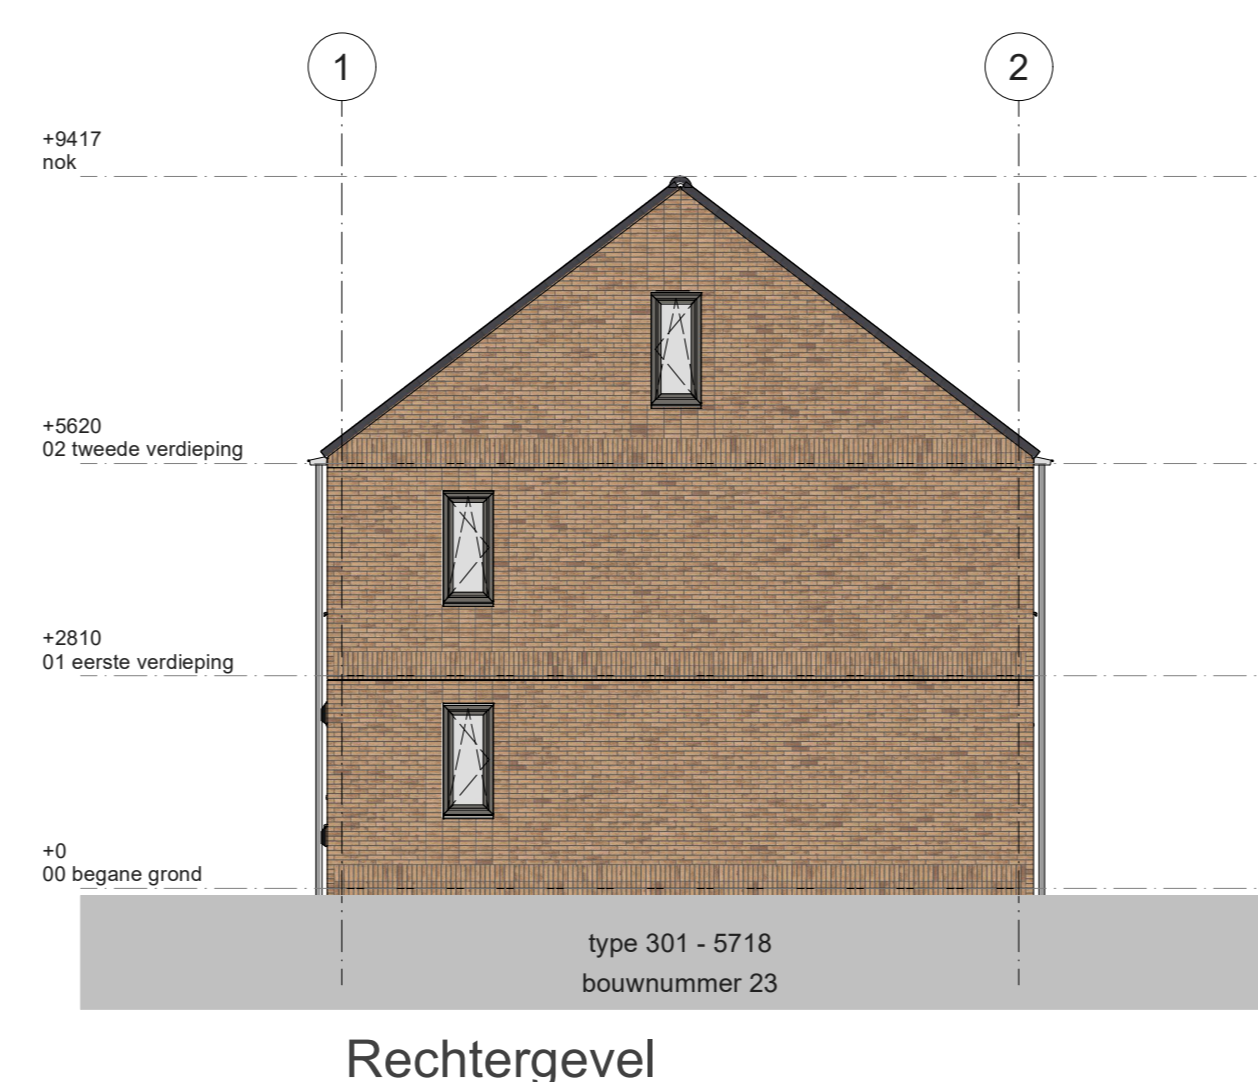 1
2
+9417
nok
+5620
02 tweede verdieping
+2810
01 eerste verdieping
+0
00 begane grond
type 301 - 5718
bouwnummer 23
Rechtergevel